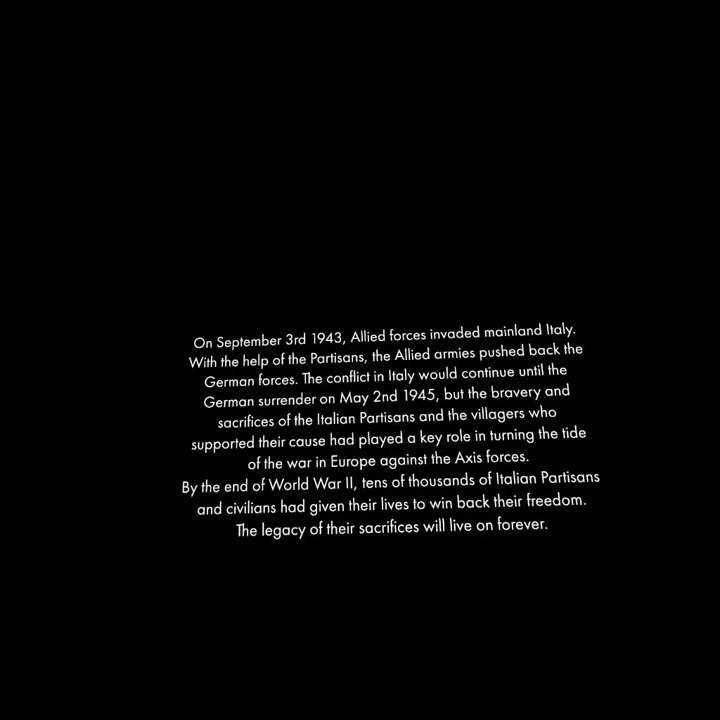 On September 3rd 1943, Allied forces invaded mainland Italy.
With the help of the Partisans, the Allied armies pushed back the
German forces. The conflict in Italy would continue until the
German surrender on May 2nd 1945, but the bravery and
sacrifices of the Italian Partisans and the villagers who
supported their cause had played a key role in turning the tide
of the war in Europe against the Axis forces.
By the end of World War II, tens of thousands of Italian Partisans
and civilians had given their lives to win back their freedom.
The legacy of their sacrifices will live on forever.